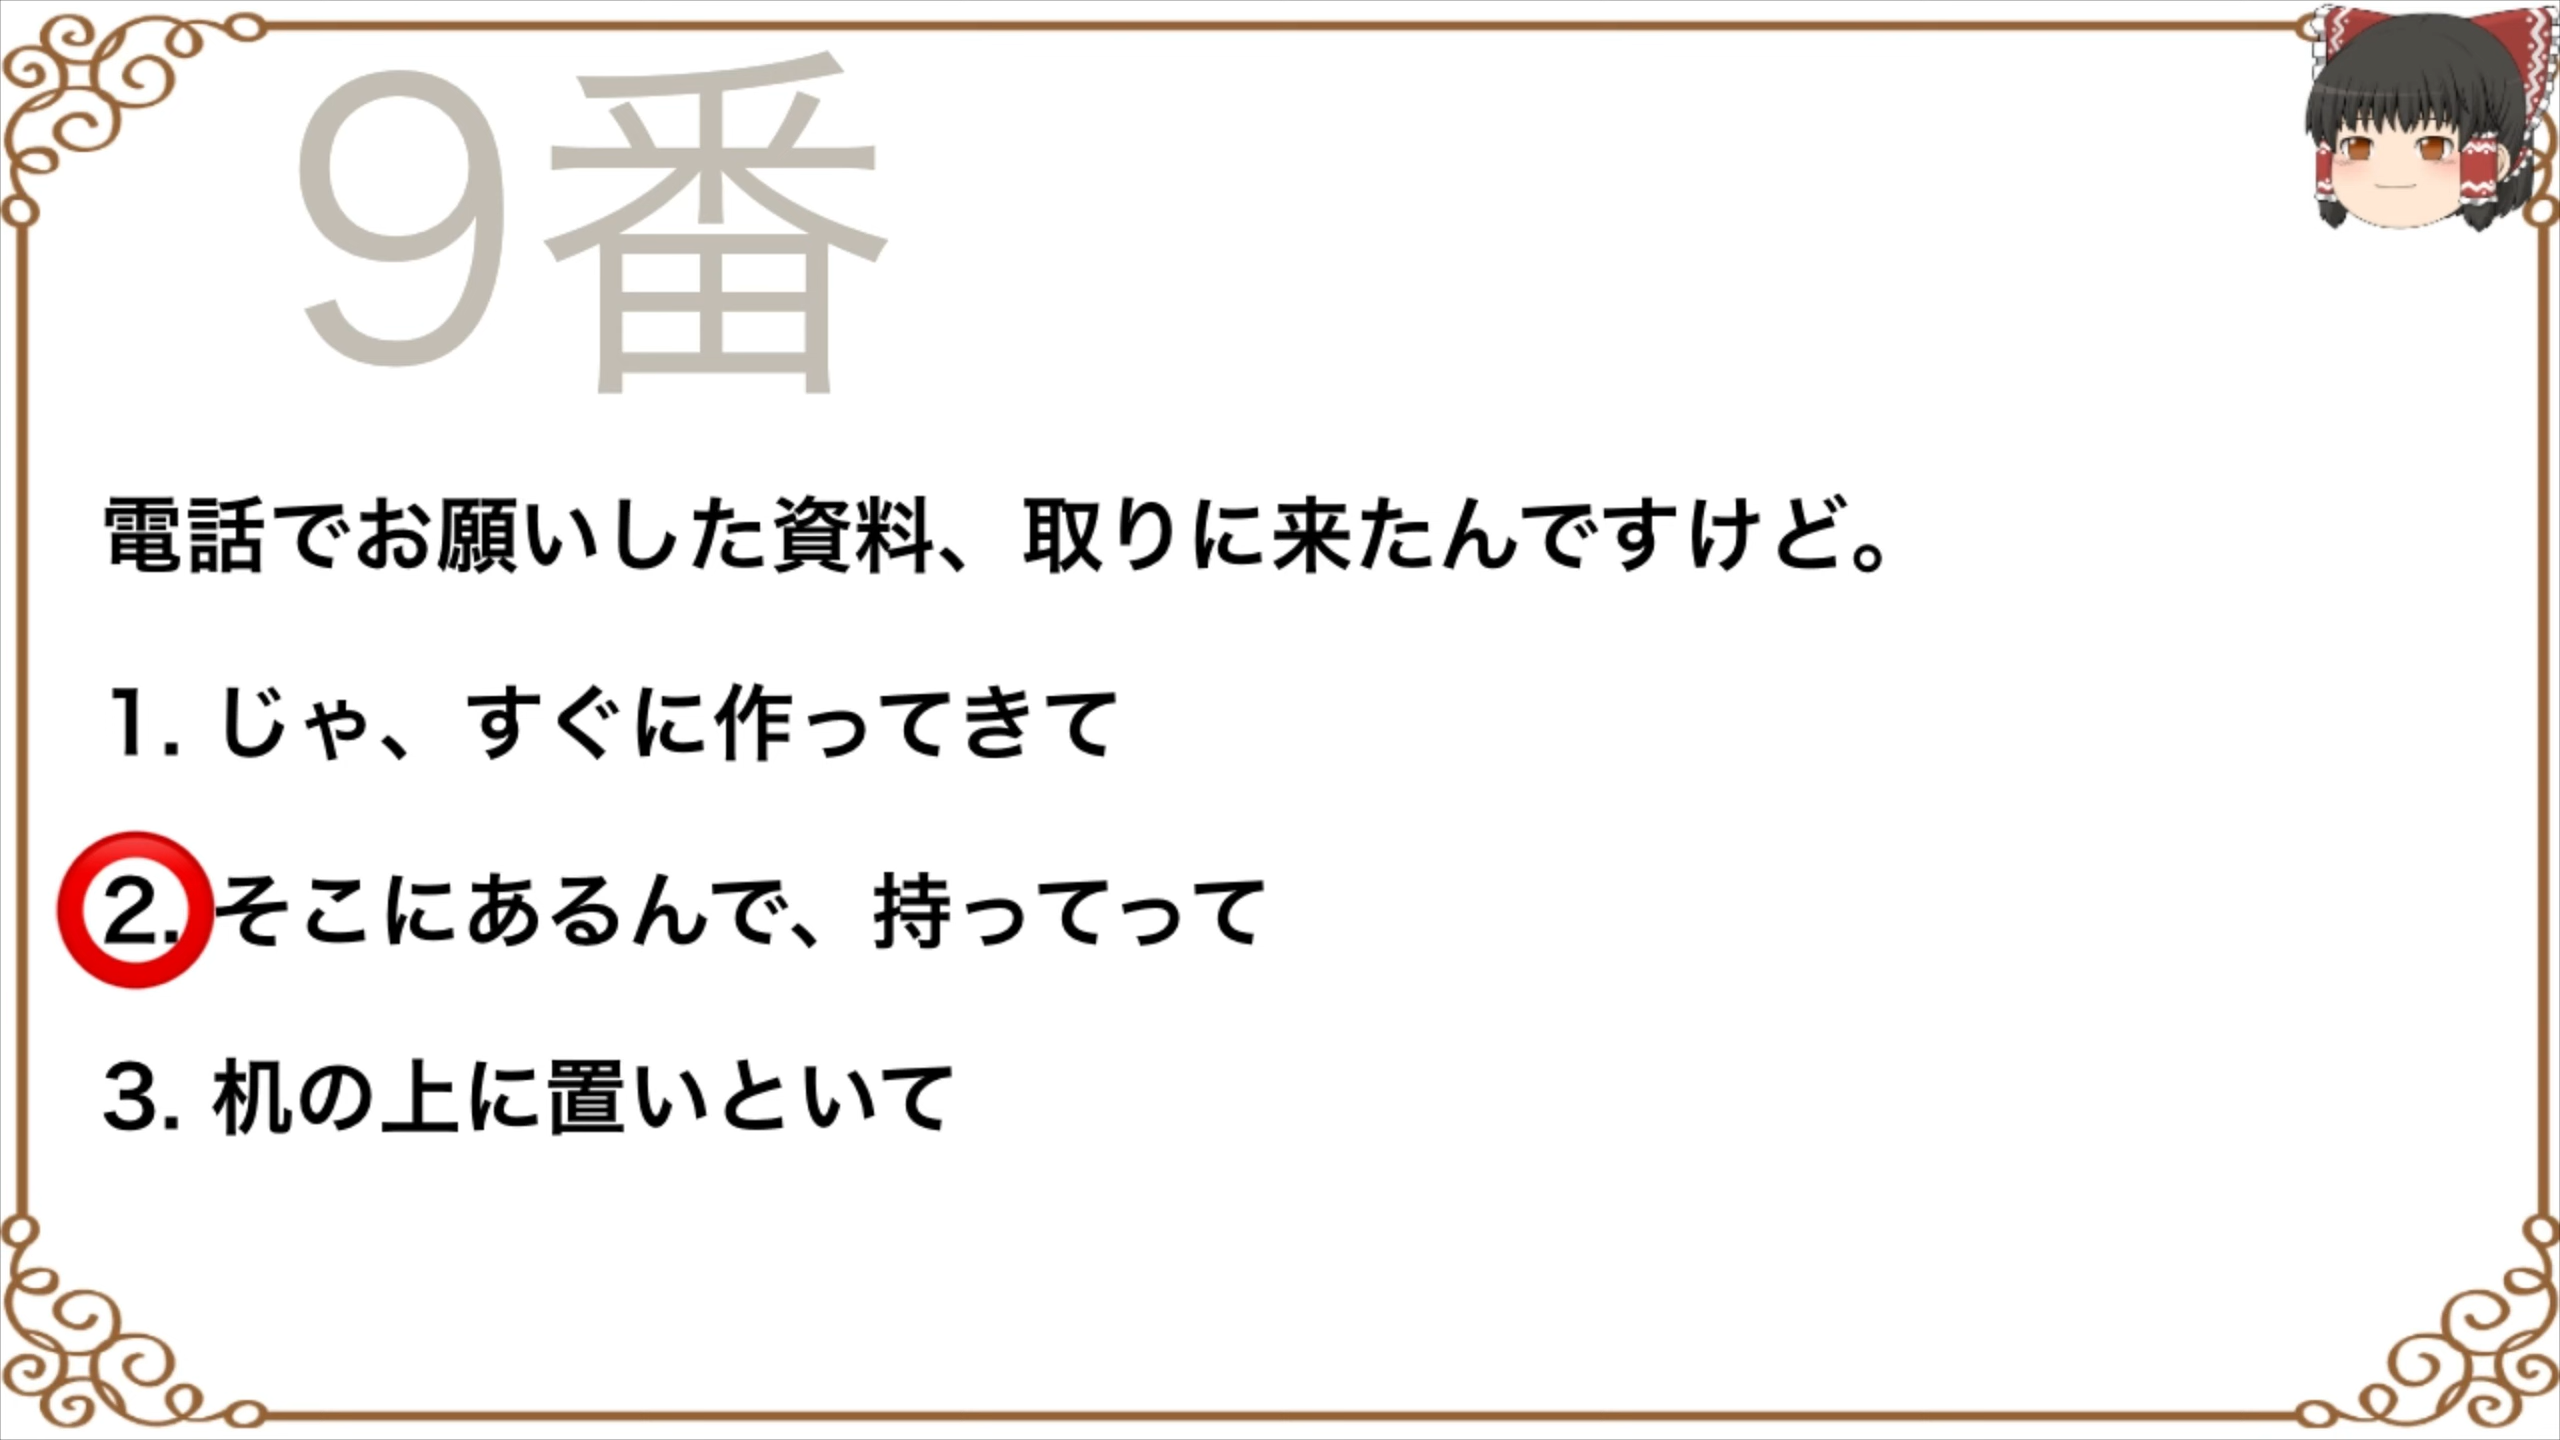 9番
電話でお願いした資料、取りに来たんですけど。
1. じゃ、すぐに作ってきて
2. そこにあるんで、持ってって
3. 机の上に置いといて